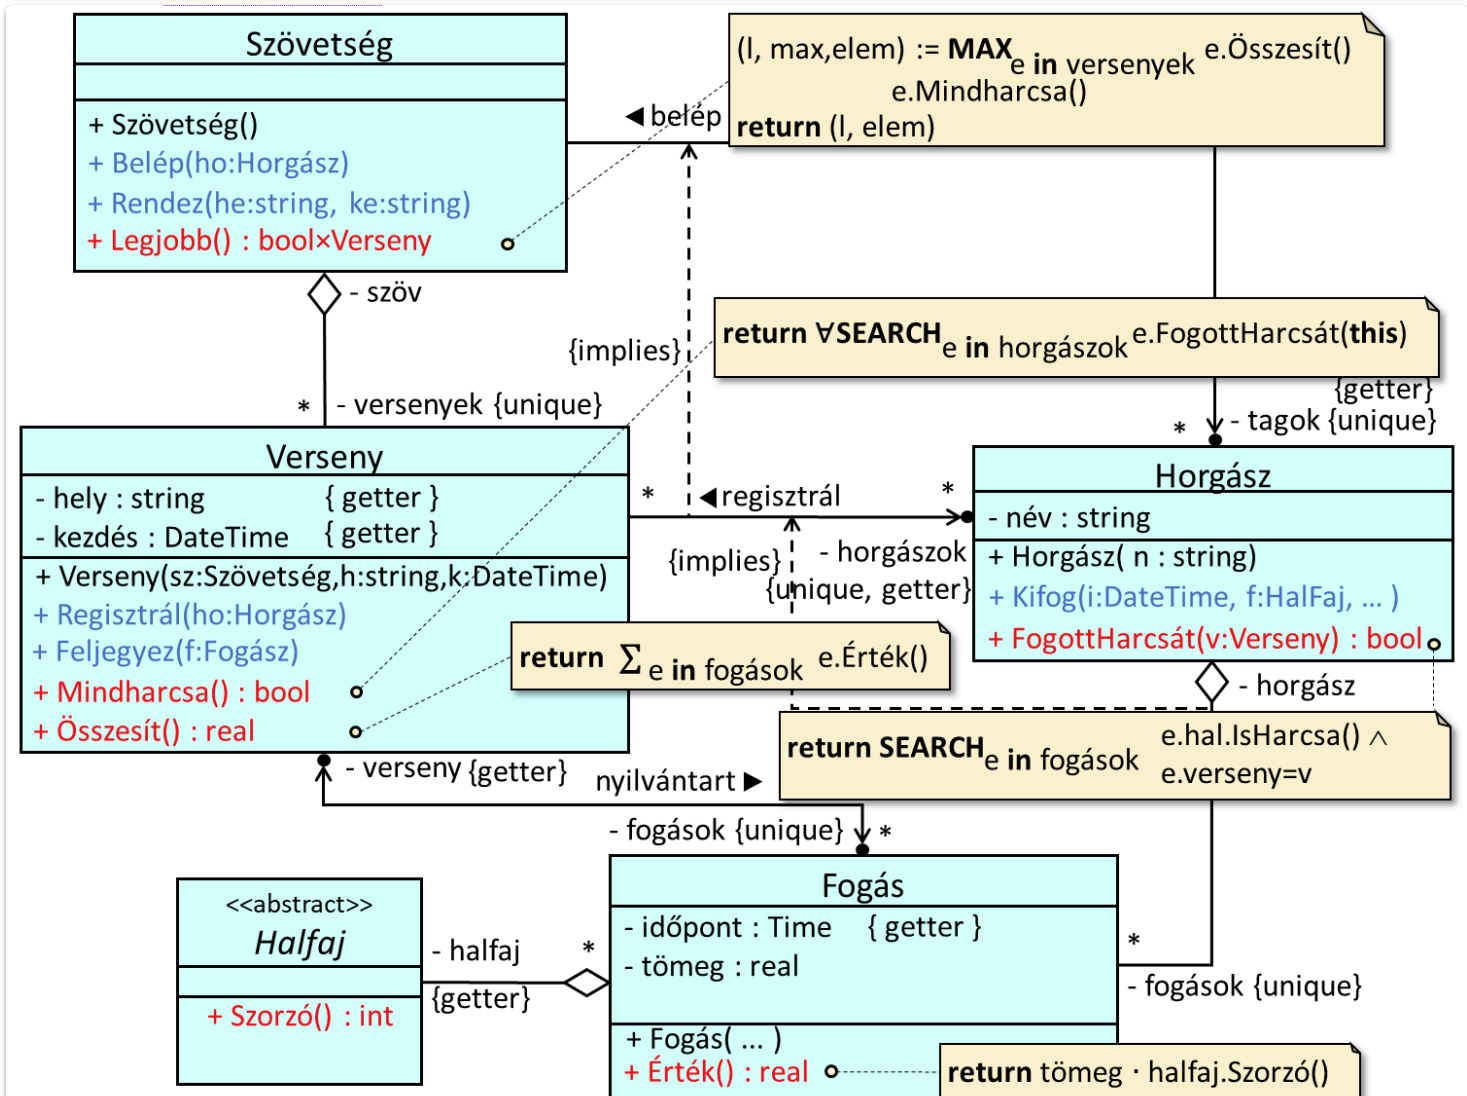 Szövetség
+ Szövetség()
+ Belép(ho:Horgász)
+ Rendez(he:string, ke:string)
+ Legjobb() : bool×Verseny
(l, max,elem) := MAX e in versenyek e.Összesít()
e.Mindharcsa()
return (l, elem)
◀belép
- szöv
{implies}
* - versenyek {unique}
return ∀SEARCH e in horgászok e.FogottHarcsát(this)
{getter}
* - tagok {unique}
Verseny
- hely : string { getter }
- kezdés : DateTime { getter }
+ Verseny(sz:Szövetség,h:string,k:DateTime)
+ Regisztrál(ho:Horgász)
+ Feljegyez(f:Fogász)
+ Mindharcsa() : bool
+ Összesít() : real
* ◀regisztrál *
{implies} - horgászok
{unique, getter}
Horgász
- név : string
+ Horgász( n : string)
+ Kifog(i:DateTime, f:HalFaj, ... )
+ FogottHarcsát(v:Verseny) : bool
return ∑ e in fogások e.Érték()
- horgász
return SEARCH e in fogások e.hal.IsHarcsa() ∧
e.verseny=v
- verseny {getter}
nyilvántart ▶
- fogások {unique} *
<<abstract>>
Halfaj
+ Szorzó() : int
- halfaj *
{getter}
Fogás
- időpont : Time { getter }
- tömeg : real
+ Fogás( ... )
+ Érték() : real
*
- fogások {unique}
return tömeg · halfaj.Szorzó()